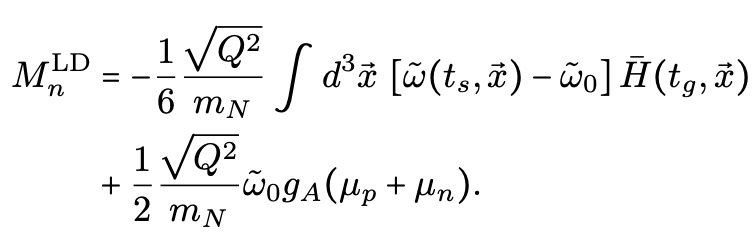 $M_n^{\mathrm{LD}} = -\frac{1}{6} \frac{\sqrt{Q^2}}{m_N} \int d^3\vec{x}\ [\tilde{\omega}(t_s, \vec{x}) - \tilde{\omega}_0]\, \bar{H}(t_g, \vec{x})$
$+ \frac{1}{2} \frac{\sqrt{Q^2}}{m_N} \tilde{\omega}_0 g_A (\mu_p + \mu_n).$